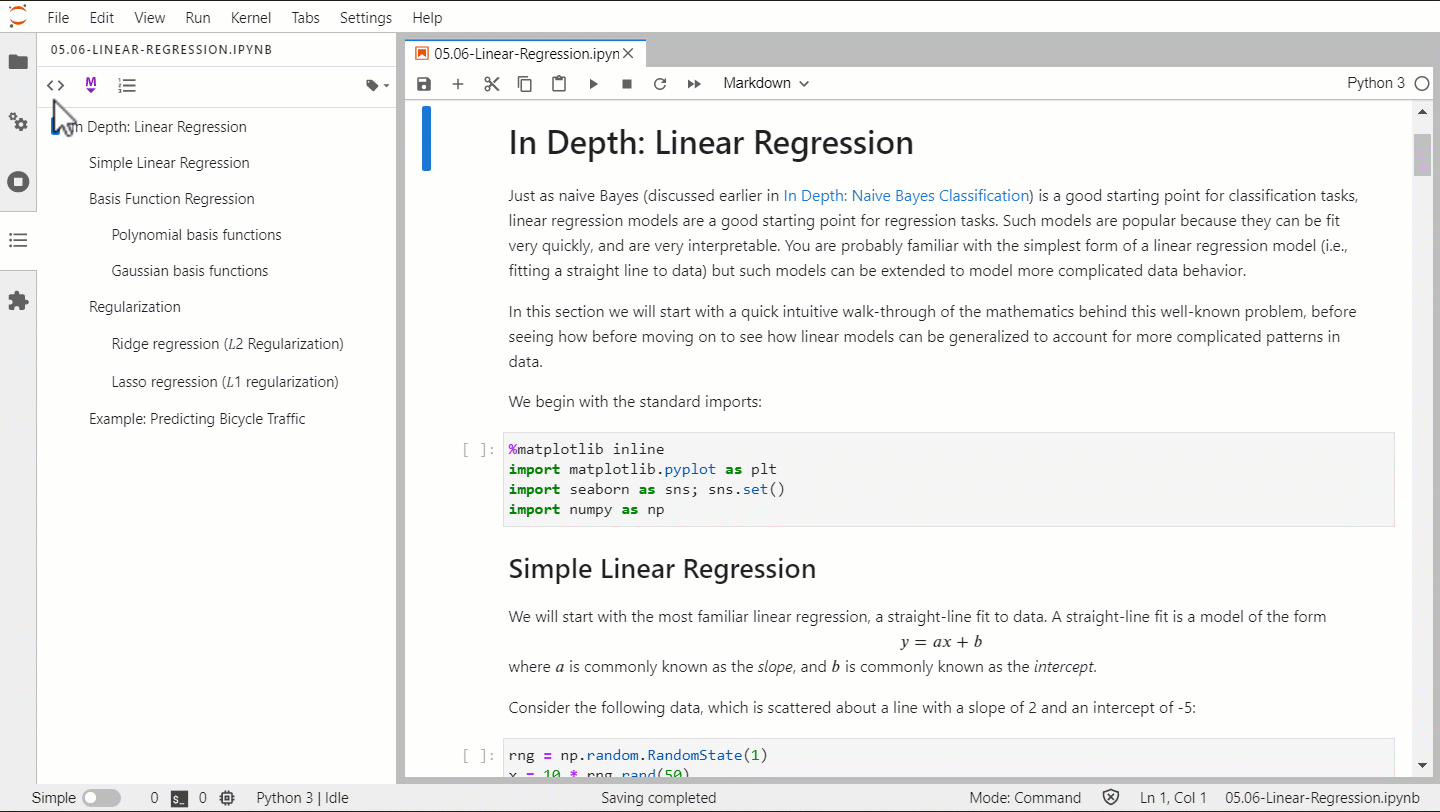 File Edit View Run Kernel Tabs Settings Help
05.06-LINEAR-REGRESSION.IPYNB
M
In Depth: Linear Regression
Simple Linear Regression
Basis Function Regression
Polynomial basis functions
Gaussian basis functions
Regularization
Ridge regression (L2 Regularization)
Lasso regression (L1 regularization)
Example: Predicting Bicycle Traffic
05.06-Linear-Regression.ipyn
Markdown
Python 3
In Depth: Linear Regression
Just as naive Bayes (discussed earlier in In Depth: Naive Bayes Classification) is a good starting point for classification tasks,
linear regression models are a good starting point for regression tasks. Such models are popular because they can be fit
very quickly, and are very interpretable. You are probably familiar with the simplest form of a linear regression model (i.e.,
fitting a straight line to data) but such models can be extended to model more complicated data behavior.
In this section we will start with a quick intuitive walk-through of the mathematics behind this well-known problem, before
seeing how before moving on to see how linear models can be generalized to account for more complicated patterns in
data.
We begin with the standard imports:
[ ]: %matplotlib inline
import matplotlib.pyplot as plt
import seaborn as sns; sns.set()
import numpy as np
Simple Linear Regression
We will start with the most familiar linear regression, a straight-line fit to data. A straight-line fit is a model of the form
y = ax + b
where a is commonly known as the slope, and b is commonly known as the intercept.
Consider the following data, which is scattered about a line with a slope of 2 and an intercept of -5:
[ ]: rng = np.random.RandomState(1)
x = 10 * rng.rand(50)
Simple 0 $_ 0 Python 3 | Idle Saving completed Mode: Command Ln 1, Col 1 05.06-Linear-Regression.ipynb